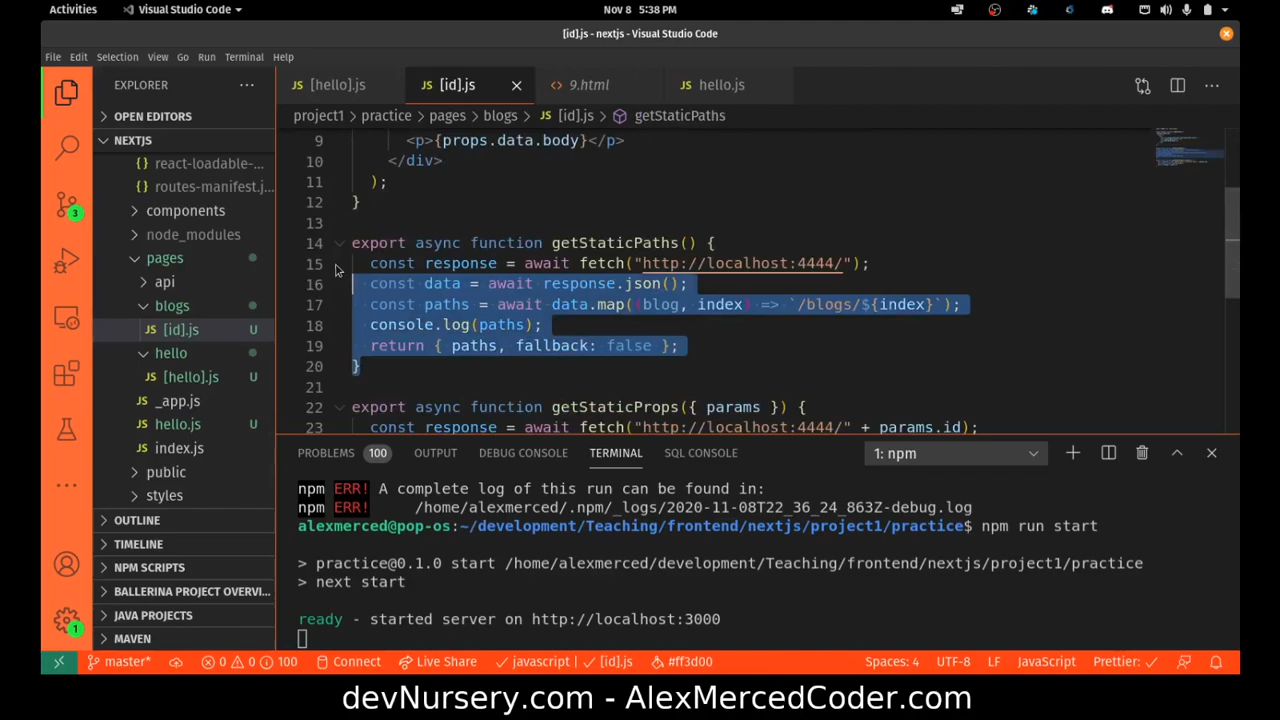 Activities
Visual Studio Code
Nov 8 5:38 PM
[id].js - nextjs - Visual Studio Code
File Edit Selection View Go Run Terminal Help
EXPLORER
OPEN EDITORS
NEXTJS
react-loadable-...
routes-manifest.j...
components
node_modules
pages
api
blogs
JS [id].js U
hello
JS [hello].js U
JS _app.js
JS hello.js U
JS index.js
public
styles
OUTLINE
TIMELINE
NPM SCRIPTS
BALLERINA PROJECT OVERVI...
JAVA PROJECTS
MAVEN
3
1
JS [hello].js JS [id].js <> 9.html JS hello.js
project1 > practice > pages > blogs > JS [id].js > getStaticPaths
9 <p>{props.data.body}</p>
10 </div>
11 );
12 }
13
14 export async function getStaticPaths() {
15 const response = await fetch("http://localhost:4444/");
16 const data = await response.json();
17 const paths = await data.map((blog, index) => `/blogs/${index}`);
18 console.log(paths);
19 return { paths, fallback: false };
20 }
21
22 export async function getStaticProps({ params }) {
23 const response = await fetch("http://localhost:4444/" + params.id);
PROBLEMS 100 OUTPUT DEBUG CONSOLE TERMINAL SQL CONSOLE 1: npm
npm ERR! A complete log of this run can be found in:
npm ERR! /home/alexmerced/.npm/_logs/2020-11-08T22_36_24_863Z-debug.log
alexmerced@pop-os:~/development/Teaching/frontend/nextjs/project1/practice$ npm run start
> practice@0.1.0 start /home/alexmerced/development/Teaching/frontend/nextjs/project1/practice
> next start
ready - started server on http://localhost:3000
master* 0 0 100 Connect Live Share javascript | [id].js #ff3d00 Spaces: 4 UTF-8 LF JavaScript Prettier:
devNursery.com - AlexMercedCoder.com